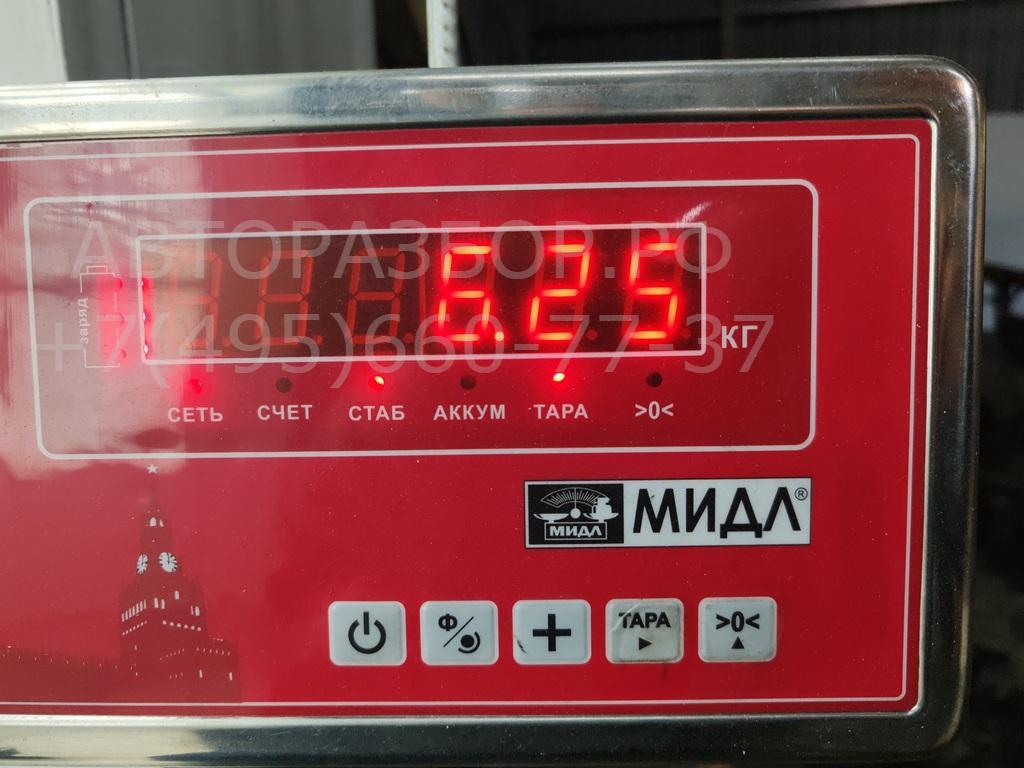 АВТОРАЗБОР.РФ
+7(495)660-77-37
заряд
6.25
КГ
СЕТЬ СЧЕТ СТАБ АККУМ ТАРА >0<
МИДЛ МИДЛ®
Ф ТАРА >0<